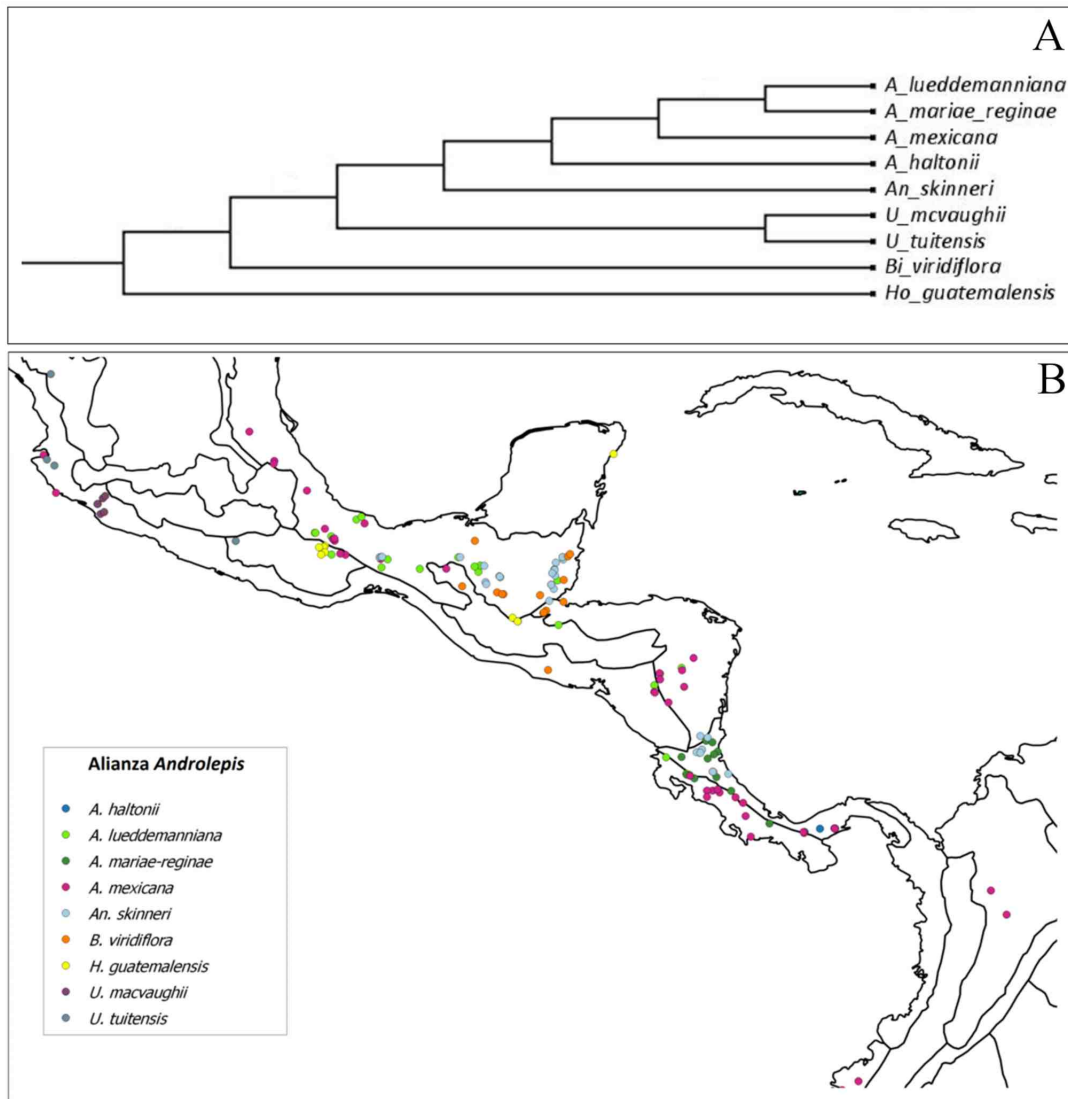 A
A_lueddemanniana
A_mariae_reginae
A_mexicana
A_haltonii
An_skinneri
U_mcvaughii
U_tuitensis
Bi_viridiflora
Ho_guatemalensis
B
Alianza Androlepis
A. haltonii
A. lueddemanniana
A. mariae-reginae
A. mexicana
An. skinneri
B. viridiflora
H. guatemalensis
U. macvaughii
U. tuitensis